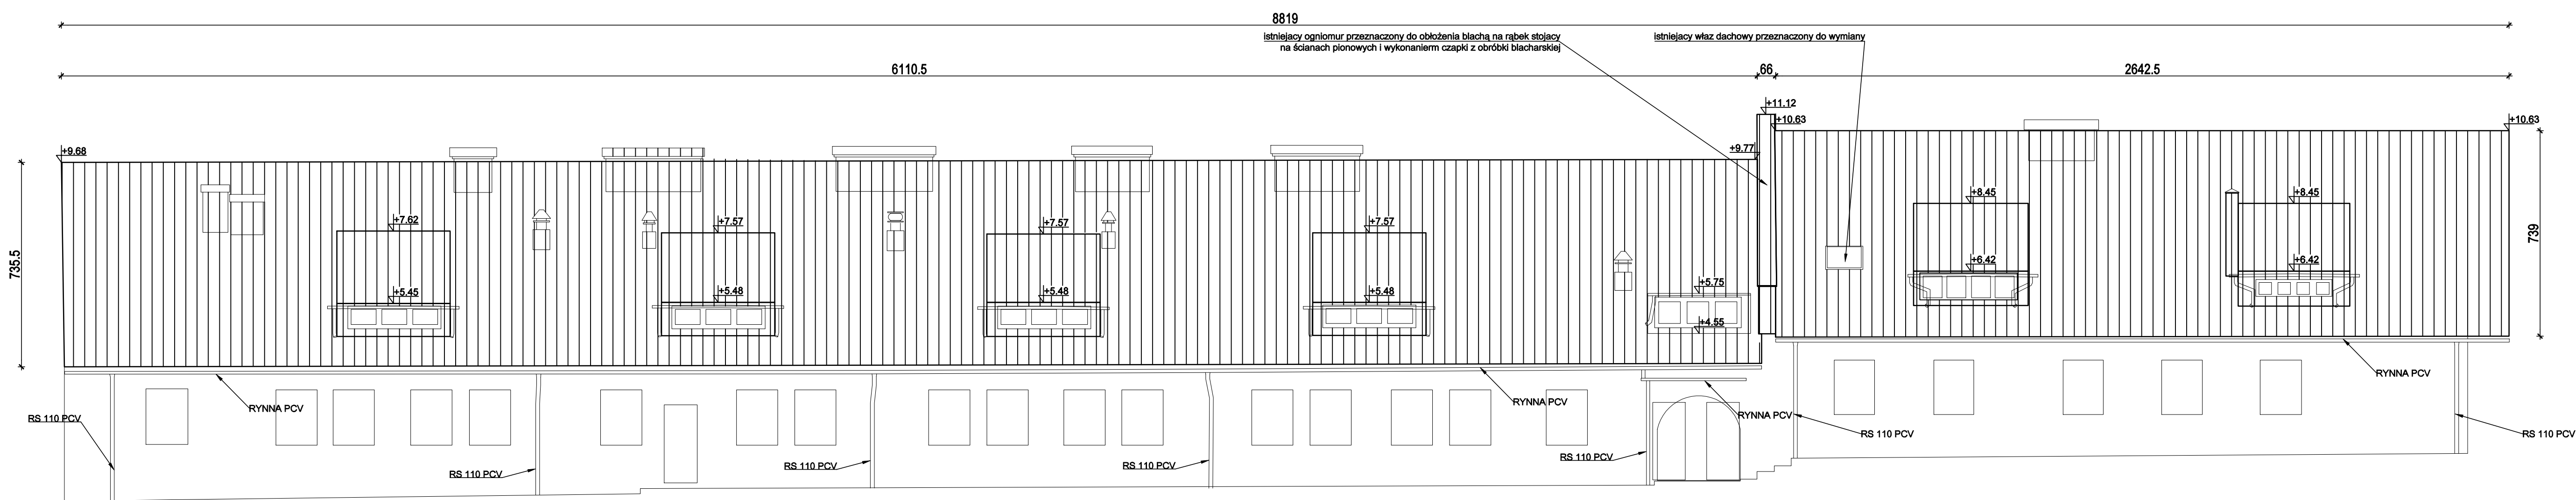 8819
istniejacy ogniomur przeznaczony do obłożenia blachą na rąbek stojacy
na ścianach pionowych i wykonanierm czapki z obróbki blacharskiej
istniejacy właz dachowy przeznaczony do wymiany
6110.5
66
2642.5
+11.12
+10.63
+10.63
+9.68
+9.77
+7.62
+7.57
+7.57
+7.57
+8.45
+8.45
735.5
739
+5.45
+5.48
+5.48
+5.48
+5.75
+6.42
+6.42
+4.55
RYNNA PCV
RYNNA PCV
RYNNA PCV
RYNNA PCV
RS 110 PCV
RS 110 PCV
RS 110 PCV
RS 110 PCV
RS 110 PCV
RS 110 PCV
RS 110 PCV